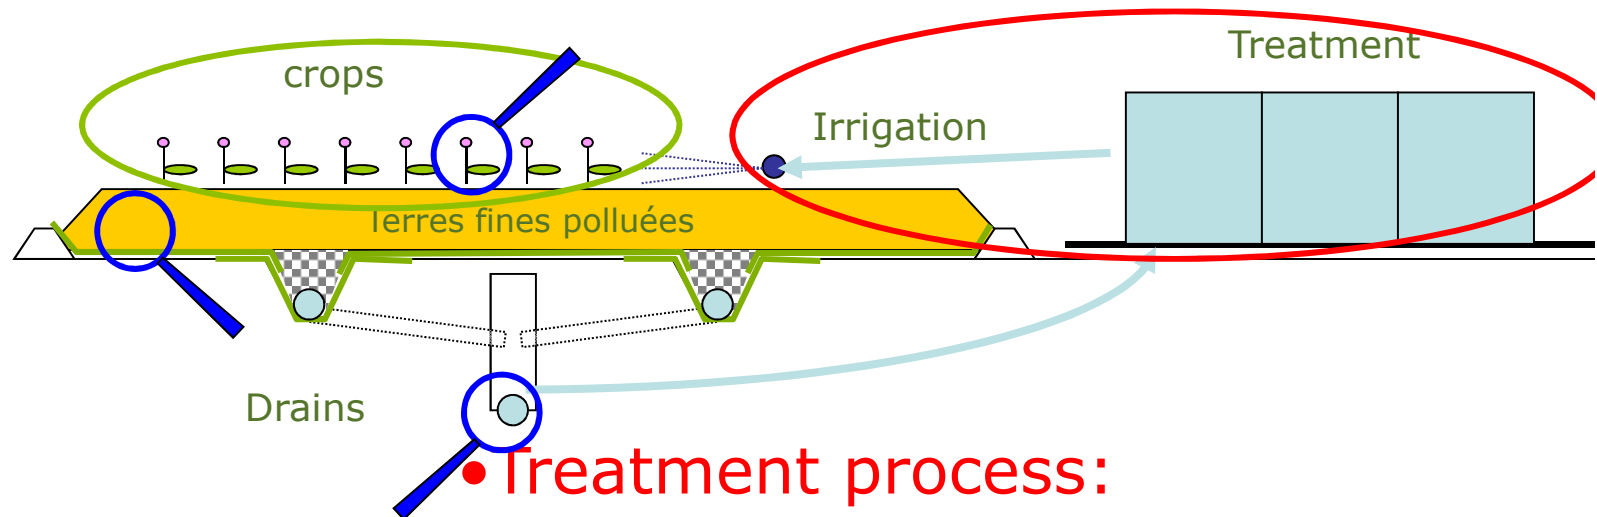 Treatment
crops
Irrigation
Terres fines polluées
Drains
•Treatment process: